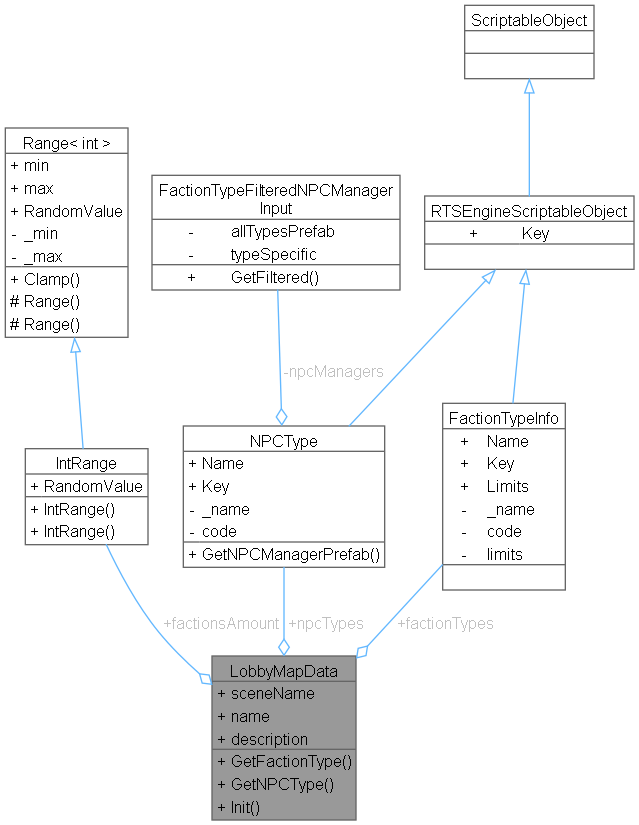 ScriptableObject
Range< int >
+ min
+ max
+ RandomValue
- _min
- _max
+ Clamp()
# Range()
# Range()
FactionTypeFilteredNPCManager
Input
- allTypesPrefab
- typeSpecific
+ GetFiltered()
RTSEngineScriptableObject
+ Key
-npcManagers
IntRange
+ RandomValue
+ IntRange()
+ IntRange()
NPCType
+ Name
+ Key
- _name
- code
+ GetNPCManagerPrefab()
FactionTypeInfo
+ Name
+ Key
+ Limits
- _name
- code
- limits
+factionsAmount
+npcTypes
+factionTypes
LobbyMapData
+ sceneName
+ name
+ description
+ GetFactionType()
+ GetNPCType()
+ Init()